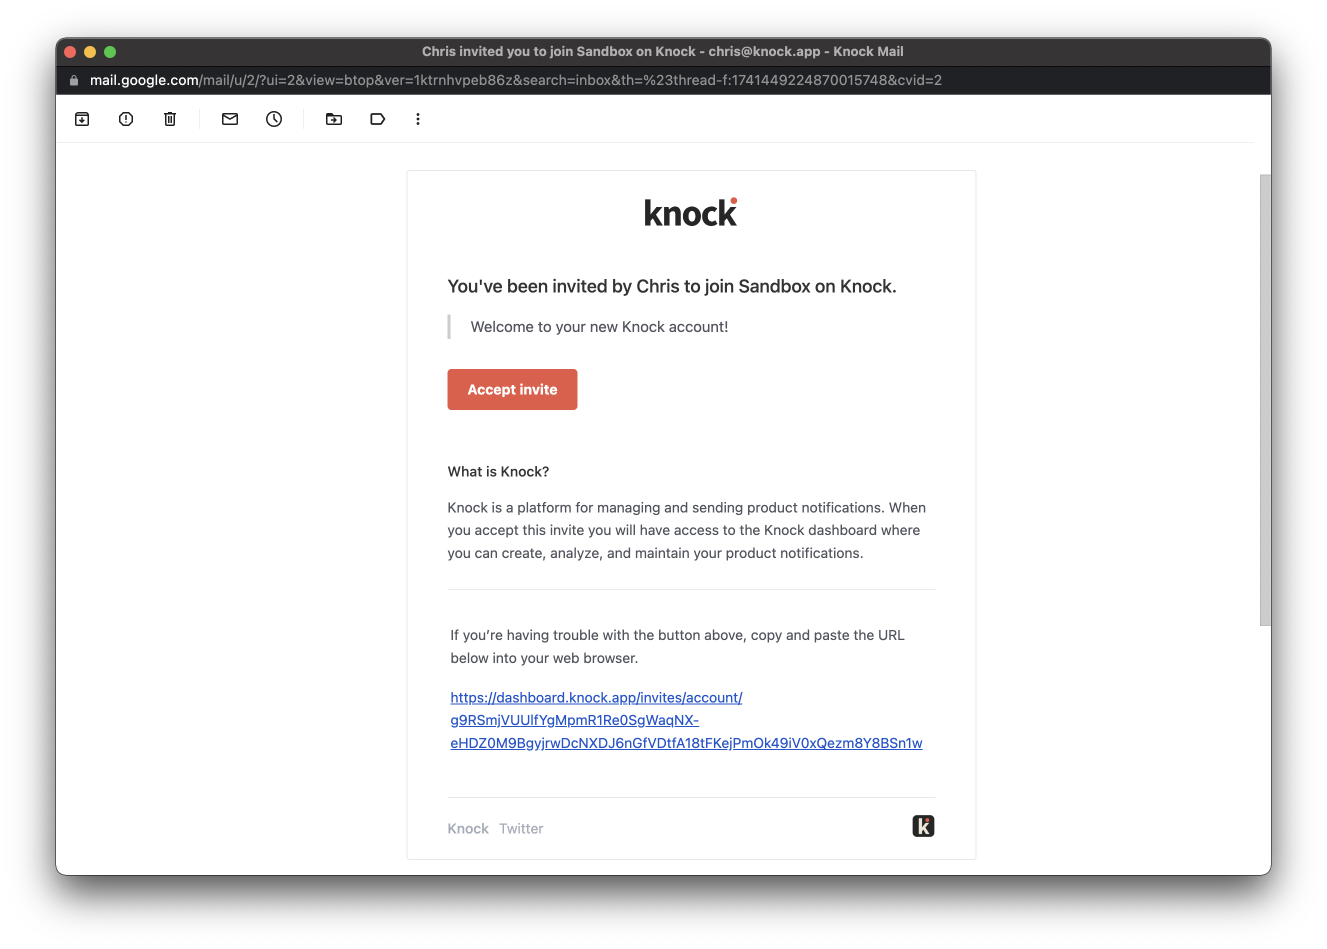 Chris invited you to join Sandbox on Knock - chris@knock.app - Knock Mail
mail.google.com/mail/u/2/?ui=2&view=btop&ver=1ktrnhvpeb86z&search=inbox&th=%23thread-f:1741449224870015748&cvid=2
knock
You've been invited by Chris to join Sandbox on Knock.
Welcome to your new Knock account!
Accept invite
What is Knock?
Knock is a platform for managing and sending product notifications. When
you accept this invite you will have access to the Knock dashboard where
you can create, analyze, and maintain your product notifications.
If you’re having trouble with the button above, copy and paste the URL
below into your web browser.
https://dashboard.knock.app/invites/account/
g9RSmjVUUlfYgMpmR1Re0SgWaqNX-
eHDZ0M9BgyjrwDcNXDJ6nGfVDtfA18tFKejPmOk49iV0xQezm8Y8BSn1w
Knock Twitter
k